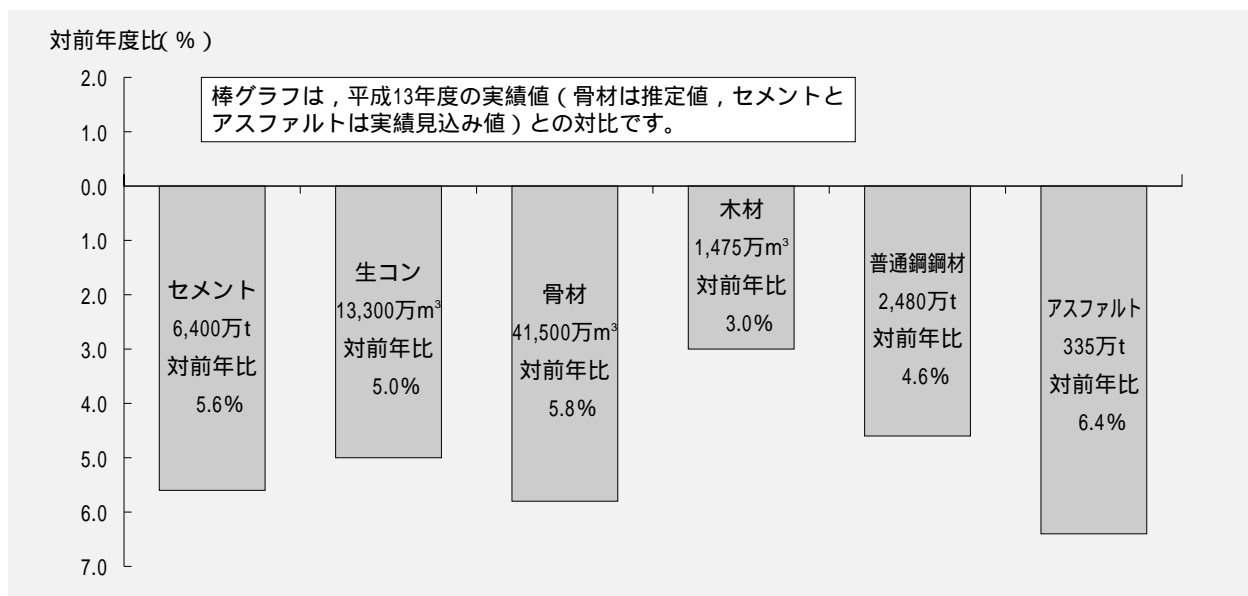 対前年度比(%)
棒グラフは,平成13年度の実績値(骨材は推定値,セメントと
アスファルトは実績見込み値)との対比です。
2.0
1.0
0.0
1.0
2.0
3.0
4.0
5.0
6.0
7.0
セメント
6,400万t
対前年比
5.6%
生コン
13,300万m³
対前年比
5.0%
骨材
41,500万m³
対前年比
5.8%
木材
1,475万m³
対前年比
3.0%
普通鋼鋼材
2,480万t
対前年比
4.6%
アスファルト
335万t
対前年比
6.4%